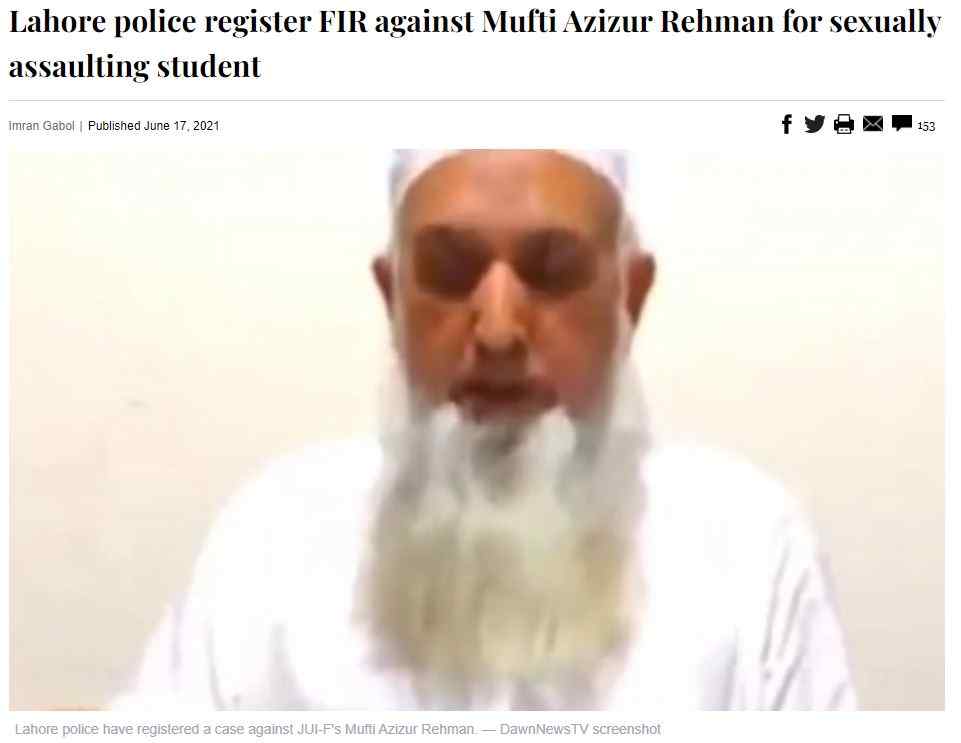 Lahore police register FIR against Mufti Azizur Rehman for sexually
assaulting student
Imran Gabol | Published June 17, 2021
153
Lahore police have registered a case against JUI-F's Mufti Azizur Rehman. — DawnNewsTV screenshot